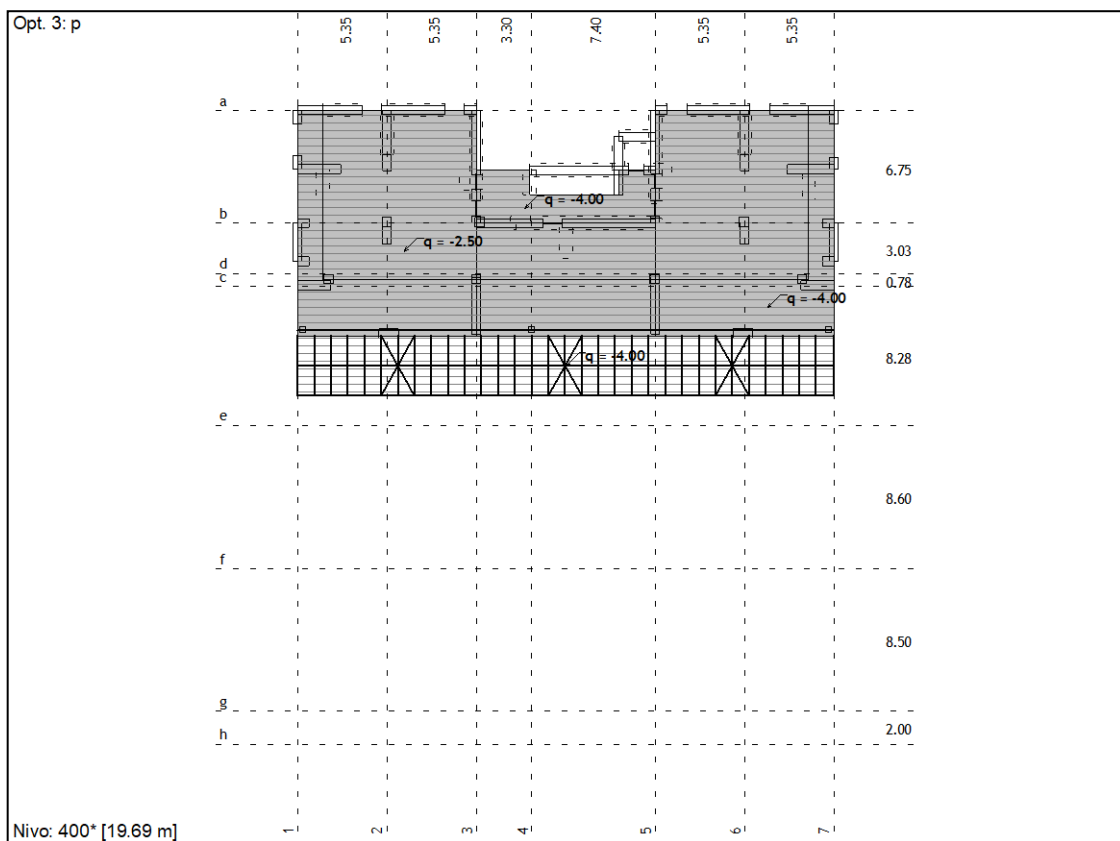 Opt. 3: p
5.35
5.35
3.30
7.40
5.35
5.35
a
6.75
q = -4.00
b
q = -2.50
3.03
d
c
0.78
q = -4.00
q = -4.00
8.28
e
8.60
f
8.50
g
2.00
h
Nivo: 400* [19.69 m]
1
2
3
4
5
6
7